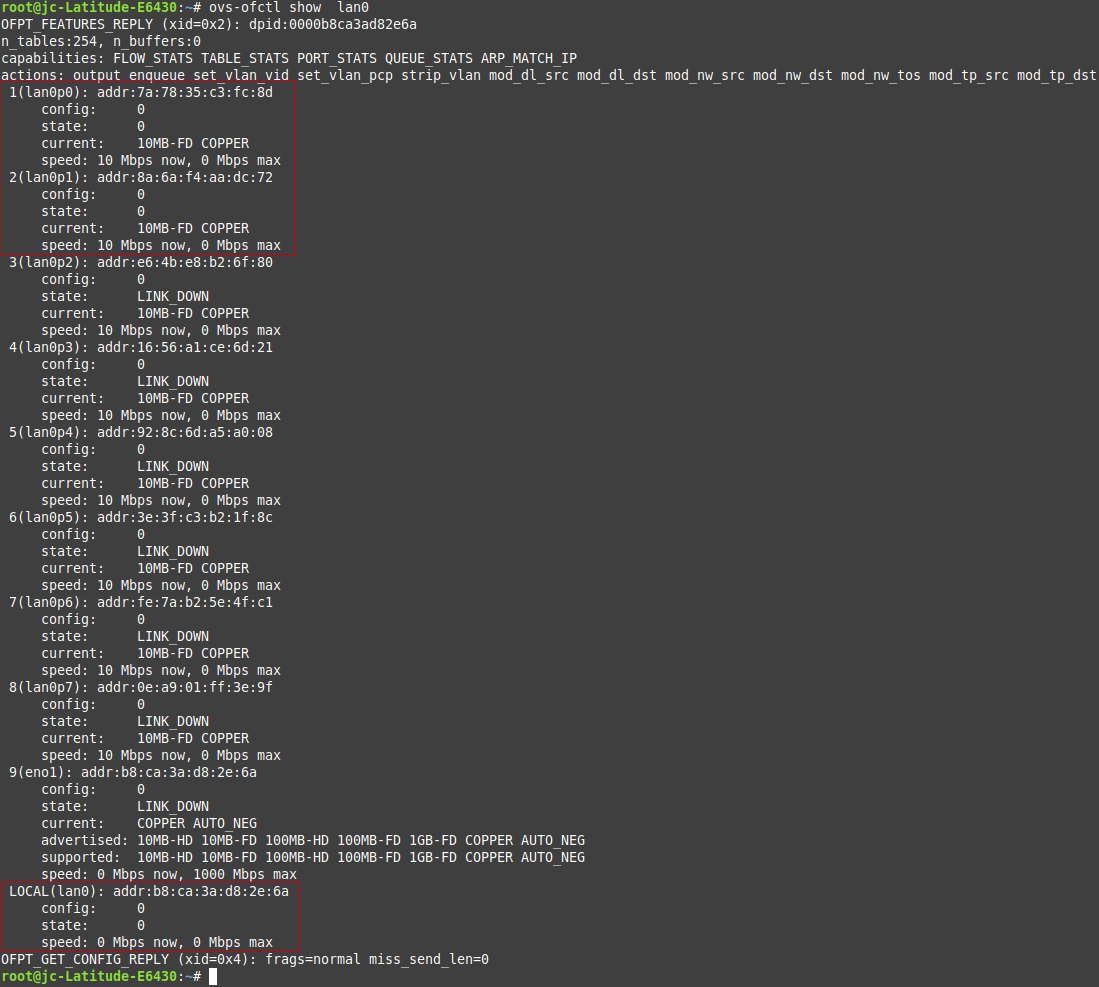 root@jc-Latitude-E6430:~# ovs-ofctl show  lan0
OFPT_FEATURES_REPLY (xid=0x2): dpid:0000b8ca3ad82e6a
n_tables:254, n_buffers:0
capabilities: FLOW_STATS TABLE_STATS PORT_STATS QUEUE_STATS ARP_MATCH_IP
actions: output enqueue set_vlan_vid set_vlan_pcp strip_vlan mod_dl_src mod_dl_dst mod_nw_src mod_nw_dst mod_nw_tos mod_tp_src mod_tp_dst
 1(lan0p0): addr:7a:78:35:c3:fc:8d
     config:     0
     state:      0
     current:    10MB-FD COPPER
     speed: 10 Mbps now, 0 Mbps max
 2(lan0p1): addr:8a:6a:f4:aa:dc:72
     config:     0
     state:      0
     current:    10MB-FD COPPER
     speed: 10 Mbps now, 0 Mbps max
 3(lan0p2): addr:e6:4b:e8:b2:6f:80
     config:     0
     state:      LINK_DOWN
     current:    10MB-FD COPPER
     speed: 10 Mbps now, 0 Mbps max
 4(lan0p3): addr:16:56:a1:ce:6d:21
     config:     0
     state:      LINK_DOWN
     current:    10MB-FD COPPER
     speed: 10 Mbps now, 0 Mbps max
 5(lan0p4): addr:92:8c:6d:a5:a0:08
     config:     0
     state:      LINK_DOWN
     current:    10MB-FD COPPER
     speed: 10 Mbps now, 0 Mbps max
 6(lan0p5): addr:3e:3f:c3:b2:1f:8c
     config:     0
     state:      LINK_DOWN
     current:    10MB-FD COPPER
     speed: 10 Mbps now, 0 Mbps max
 7(lan0p6): addr:fe:7a:b2:5e:4f:c1
     config:     0
     state:      LINK_DOWN
     current:    10MB-FD COPPER
     speed: 10 Mbps now, 0 Mbps max
 8(lan0p7): addr:0e:a9:01:ff:3e:9f
     config:     0
     state:      LINK_DOWN
     current:    10MB-FD COPPER
     speed: 10 Mbps now, 0 Mbps max
 9(eno1): addr:b8:ca:3a:d8:2e:6a
     config:     0
     state:      LINK_DOWN
     current:    COPPER AUTO_NEG
     advertised: 10MB-HD 10MB-FD 100MB-HD 100MB-FD 1GB-FD COPPER AUTO_NEG
     supported:  10MB-HD 10MB-FD 100MB-HD 100MB-FD 1GB-FD COPPER AUTO_NEG
     speed: 0 Mbps now, 1000 Mbps max
 LOCAL(lan0): addr:b8:ca:3a:d8:2e:6a
     config:     0
     state:      0
     speed: 0 Mbps now, 0 Mbps max
OFPT_GET_CONFIG_REPLY (xid=0x4): frags=normal miss_send_len=0
root@jc-Latitude-E6430:~#